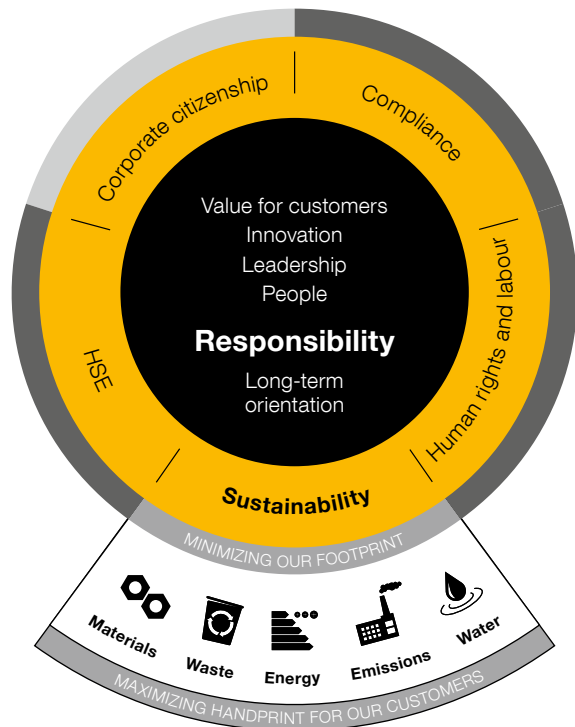 Corporate citizenship
Compliance
Value for customers
Innovation
Leadership
People
Responsibility
Long-term
orientation
HSE
Human rights and labour
Sustainability
MINIMIZING OUR FOOTPRINT
Materials
Waste
Energy
Emissions
Water
MAXIMIZING HANDPRINT FOR OUR CUSTOMERS